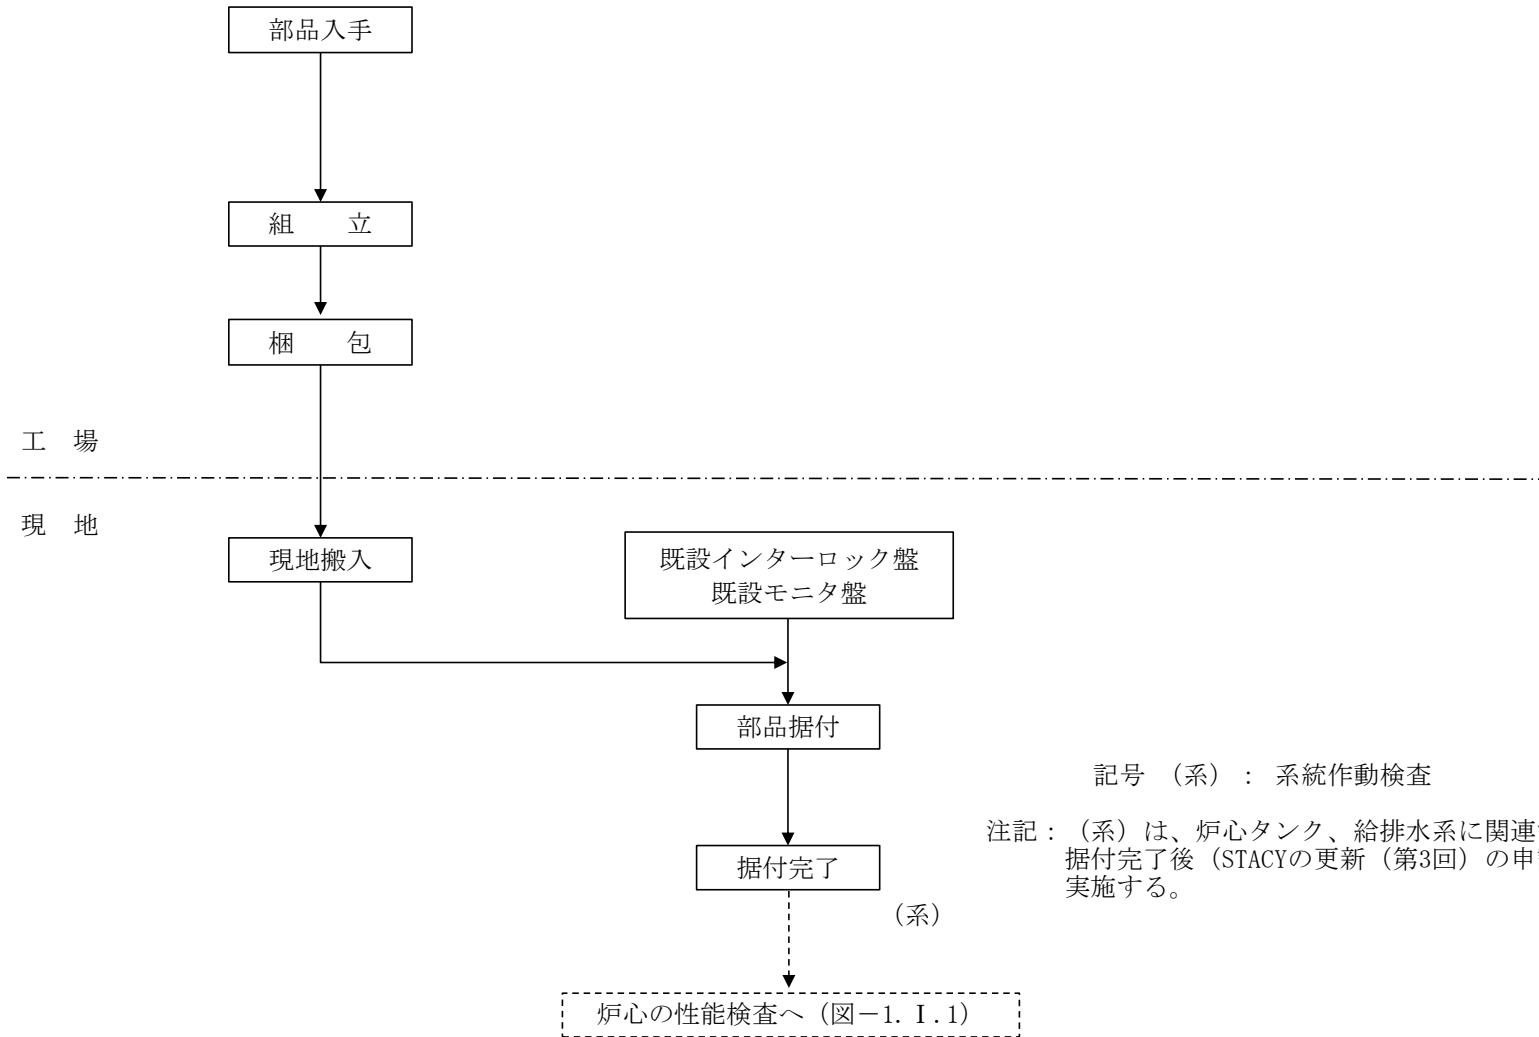 部品入手
組　　立
梱　　包
工　場
現　地
現地搬入
既設インターロック盤
既設モニタ盤
部品据付
記号　（系）：　系統作動検査
注記：（系）は、炉心タンク、給排水系に関連
据付完了後（STACYの更新（第3回）の申
実施する。
据付完了
（系）
炉心の性能検査へ（図－1.Ⅰ.1）